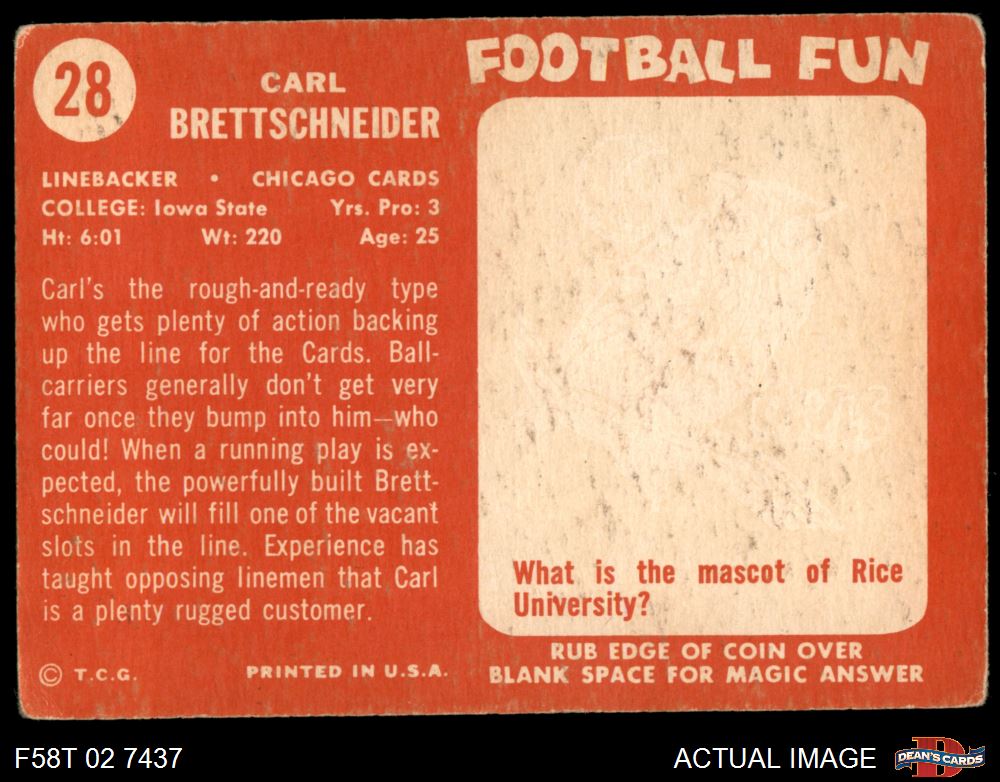 28
CARL
BRETTSCHNEIDER
LINEBACKER • CHICAGO CARDS
COLLEGE: Iowa State Yrs. Pro: 3
Ht: 6:01 Wt: 220 Age: 25
Carl's the rough-and-ready type
who gets plenty of action backing
up the line for the Cards. Ball-
carriers generally don't get very
far once they bump into him—who
could! When a running play is ex-
pected, the powerfully built Brett-
schneider will fill one of the vacant
slots in the line. Experience has
taught opposing linemen that Carl
is a plenty rugged customer.
© T.C.G. PRINTED IN U.S.A.
FOOTBALL FUN
What is the mascot of Rice
University?
RUB EDGE OF COIN OVER
BLANK SPACE FOR MAGIC ANSWER
F58T 02 7437
ACTUAL IMAGE
DEAN'S CARDS